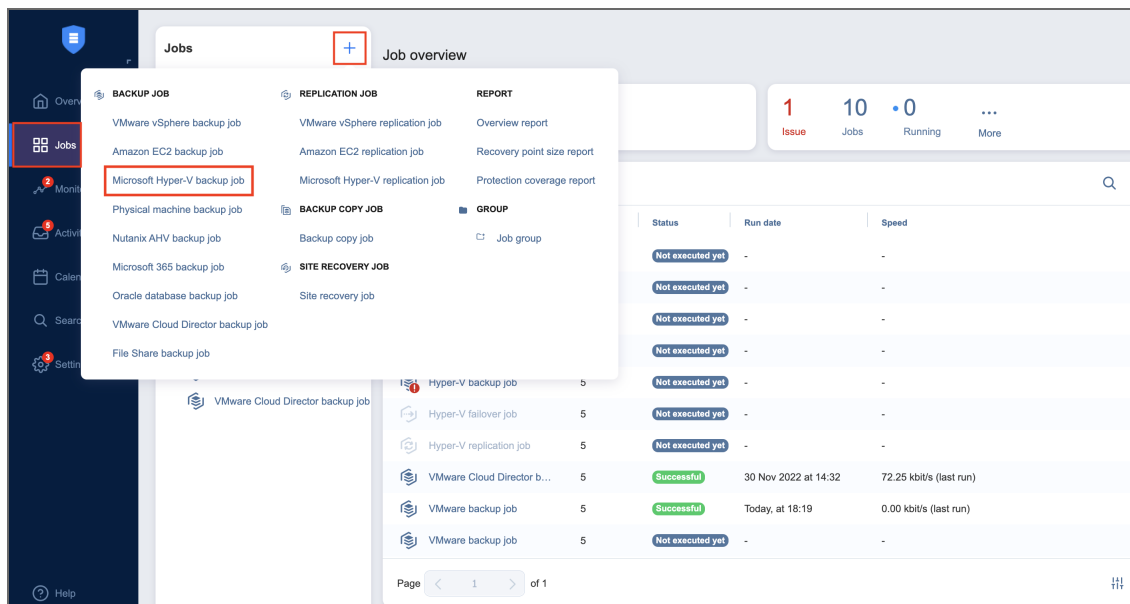 Jobs
+
Job overview
Overv
Jobs
2
Monit
5
Activit
Calen
Searc
3
Settin
Help
BACKUP JOB
VMware vSphere backup job
Amazon EC2 backup job
Microsoft Hyper-V backup job
Physical machine backup job
Nutanix AHV backup job
Microsoft 365 backup job
Oracle database backup job
VMware Cloud Director backup job
File Share backup job
REPLICATION JOB
VMware vSphere replication job
Amazon EC2 replication job
Microsoft Hyper-V replication job
BACKUP COPY JOB
Backup copy job
SITE RECOVERY JOB
Site recovery job
REPORT
Overview report
Recovery point size report
Protection coverage report
GROUP
Job group
VMware Cloud Director backup job
1 10 0 ...
Issue Jobs Running More
Status Run date Speed
Not executed yet - -
Not executed yet - -
Not executed yet - -
Not executed yet - -
Hyper-V backup job 5 Not executed yet - -
Hyper-V failover job 5 Not executed yet - -
Hyper-V replication job 5 Not executed yet - -
VMware Cloud Director b... 5 Successful 30 Nov 2022 at 14:32 72.25 kbit/s (last run)
VMware backup job 5 Successful Today, at 18:19 0.00 kbit/s (last run)
VMware backup job 5 Not executed yet - -
Page < 1 > of 1